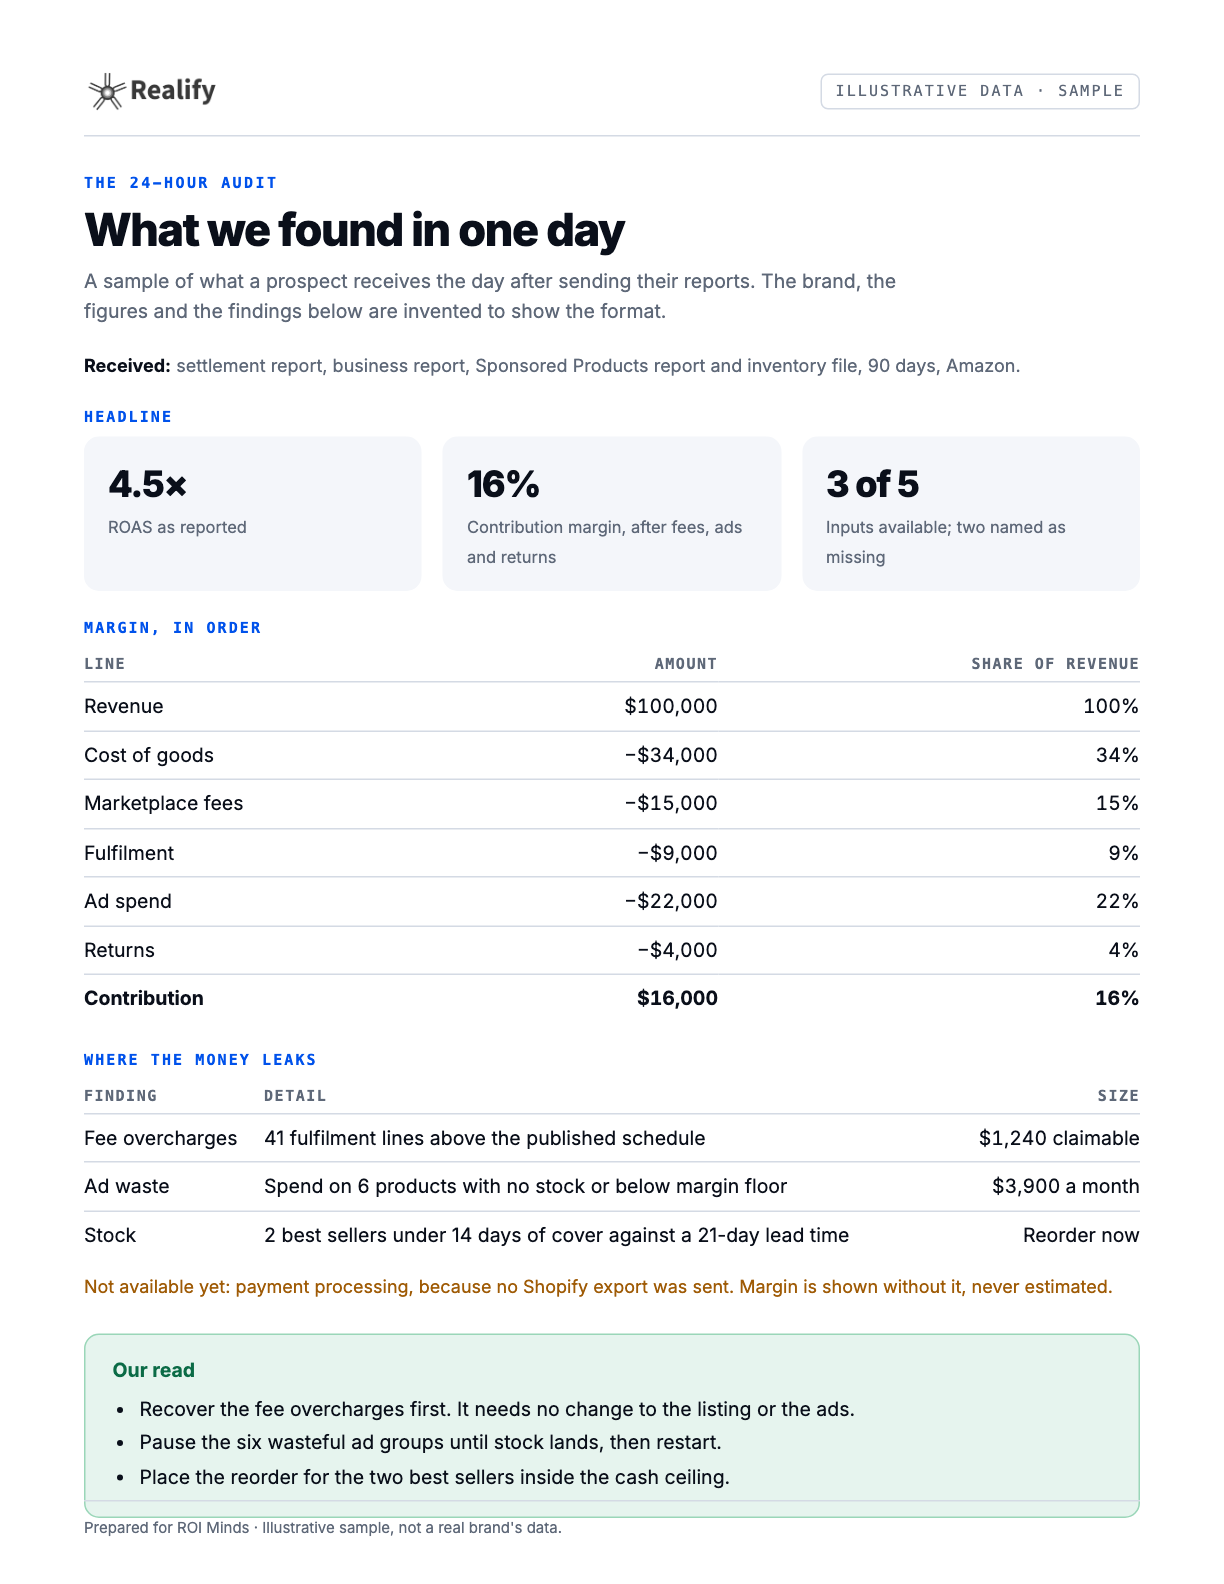 Realify
ILLUSTRATIVE DATA · SAMPLE
THE 24–HOUR AUDIT
What we found in one day
A sample of what a prospect receives the day after sending their reports. The brand, the
figures and the findings below are invented to show the format.
Received: settlement report, business report, Sponsored Products report and inventory file, 90 days, Amazon.
HEADLINE
4.5×
ROAS as reported
16%
Contribution margin, after fees, ads
and returns
3 of 5
Inputs available; two named as
missing
MARGIN, IN ORDER
LINE AMOUNT SHARE OF REVENUE
Revenue $100,000 100%
Cost of goods −$34,000 34%
Marketplace fees −$15,000 15%
Fulfilment −$9,000 9%
Ad spend −$22,000 22%
Returns −$4,000 4%
Contribution $16,000 16%
WHERE THE MONEY LEAKS
FINDING DETAIL SIZE
Fee overcharges 41 fulfilment lines above the published schedule $1,240 claimable
Ad waste Spend on 6 products with no stock or below margin floor $3,900 a month
Stock 2 best sellers under 14 days of cover against a 21-day lead time Reorder now
Not available yet: payment processing, because no Shopify export was sent. Margin is shown without it, never estimated.
Our read
• Recover the fee overcharges first. It needs no change to the listing or the ads.
• Pause the six wasteful ad groups until stock lands, then restart.
• Place the reorder for the two best sellers inside the cash ceiling.
Prepared for ROI Minds · Illustrative sample, not a real brand's data.